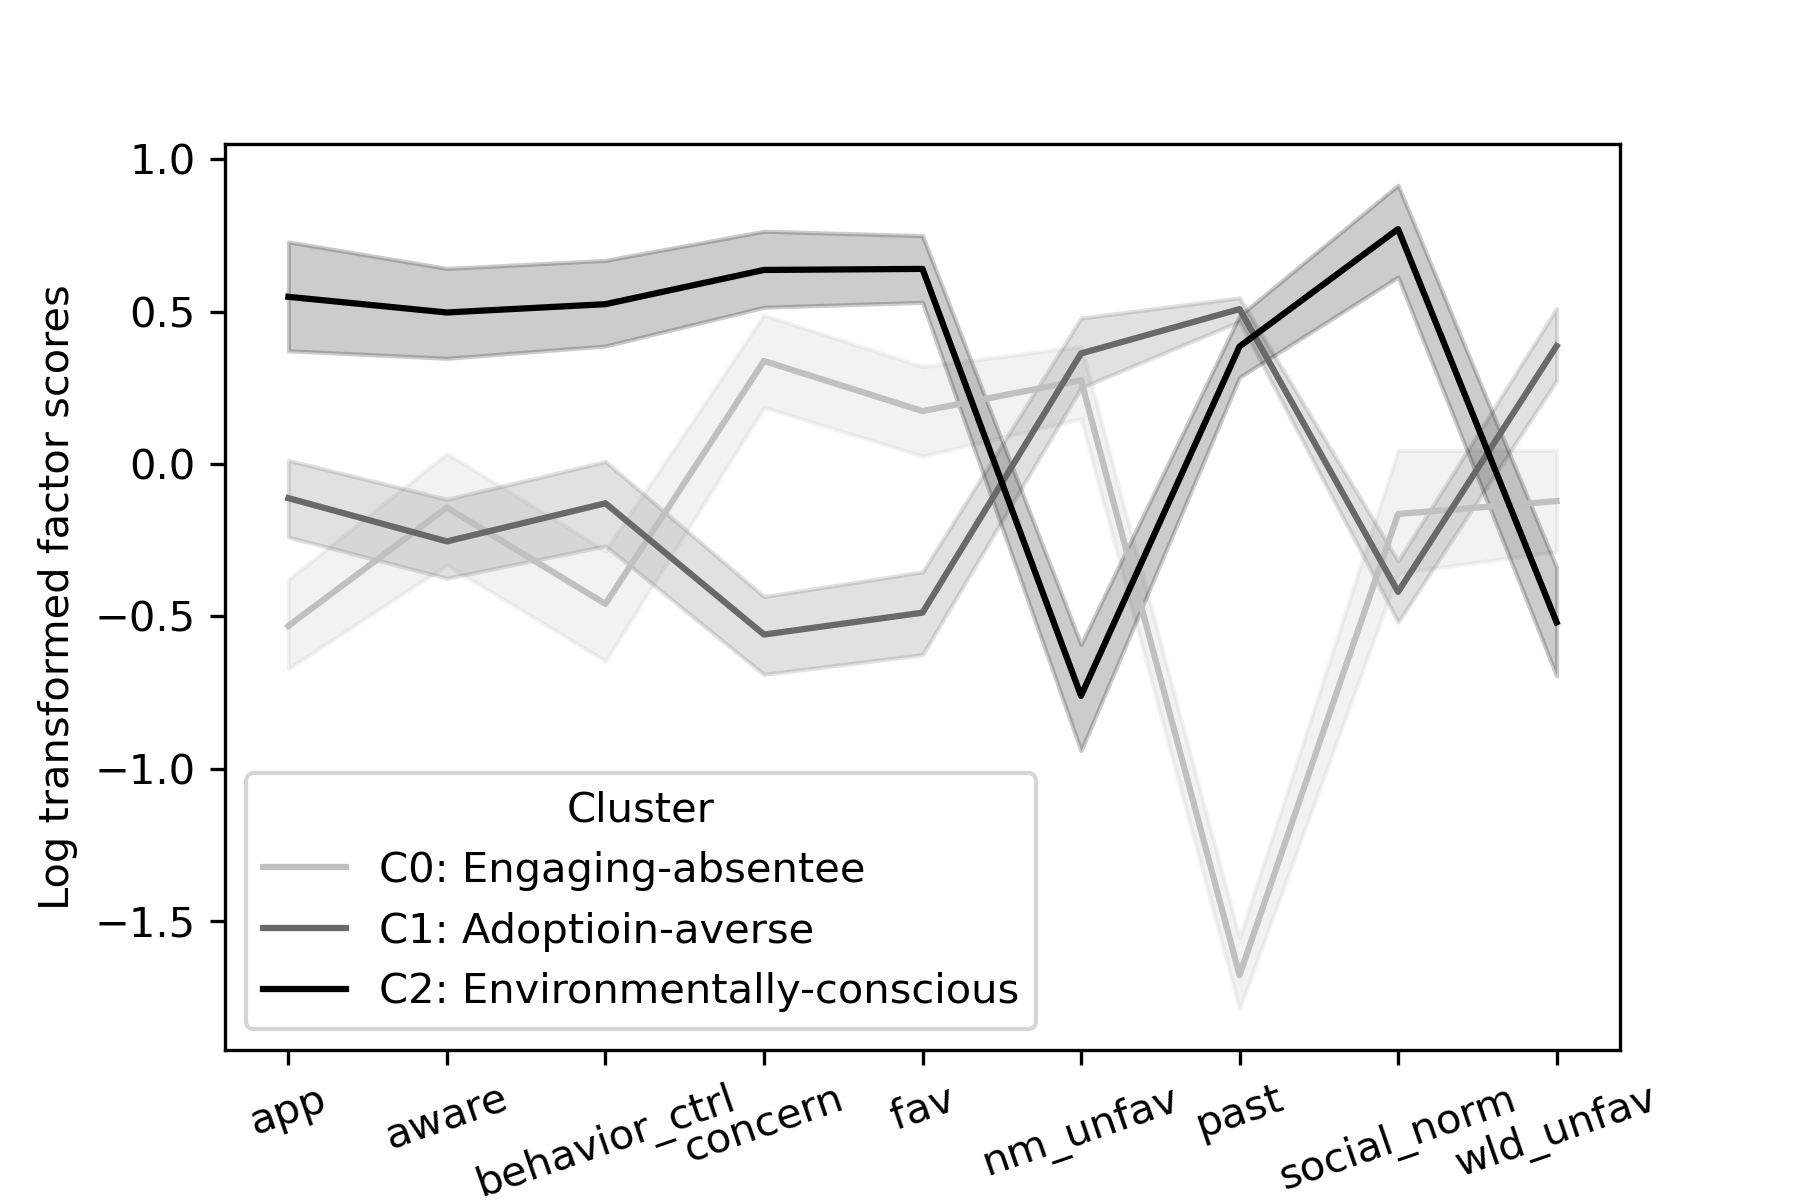 Log transformed factor scores
1.0
0.5
0.0
−0.5
−1.0
−1.5
Cluster
C0: Engaging-absentee
C1: Adoptioin-averse
C2: Environmentally-conscious
app
aware
behavior_ctrl
concern
fav
nm_unfav
past
social_norm
wld_unfav